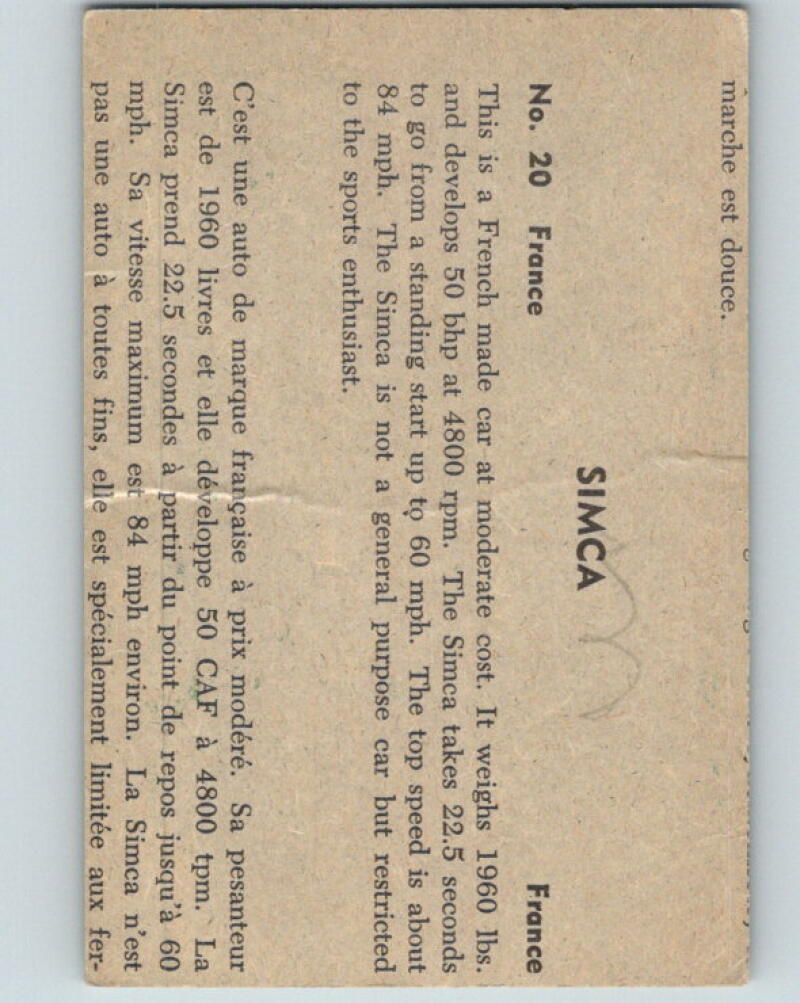 marche est douce.
SIMCA
No. 20 France France
This is a French made car at moderate cost. It weighs 1960 lbs.
and develops 50 bhp at 4800 rpm. The Simca takes 22.5 seconds
to go from a standing start up to 60 mph. The top speed is about
84 mph. The Simca is not a general purpose car but restricted
to the sports enthusiast.
C'est une auto de marque française à prix modéré. Sa pesanteur
est de 1960 livres et elle développe 50 CAF à 4800 tpm. La
Simca prend 22.5 secondes à partir du point de repos jusqu'à 60
mph. Sa vitesse maximum est 84 mph environ. La Simca n'est
pas une auto à toutes fins, elle est spécialement limitée aux fer-